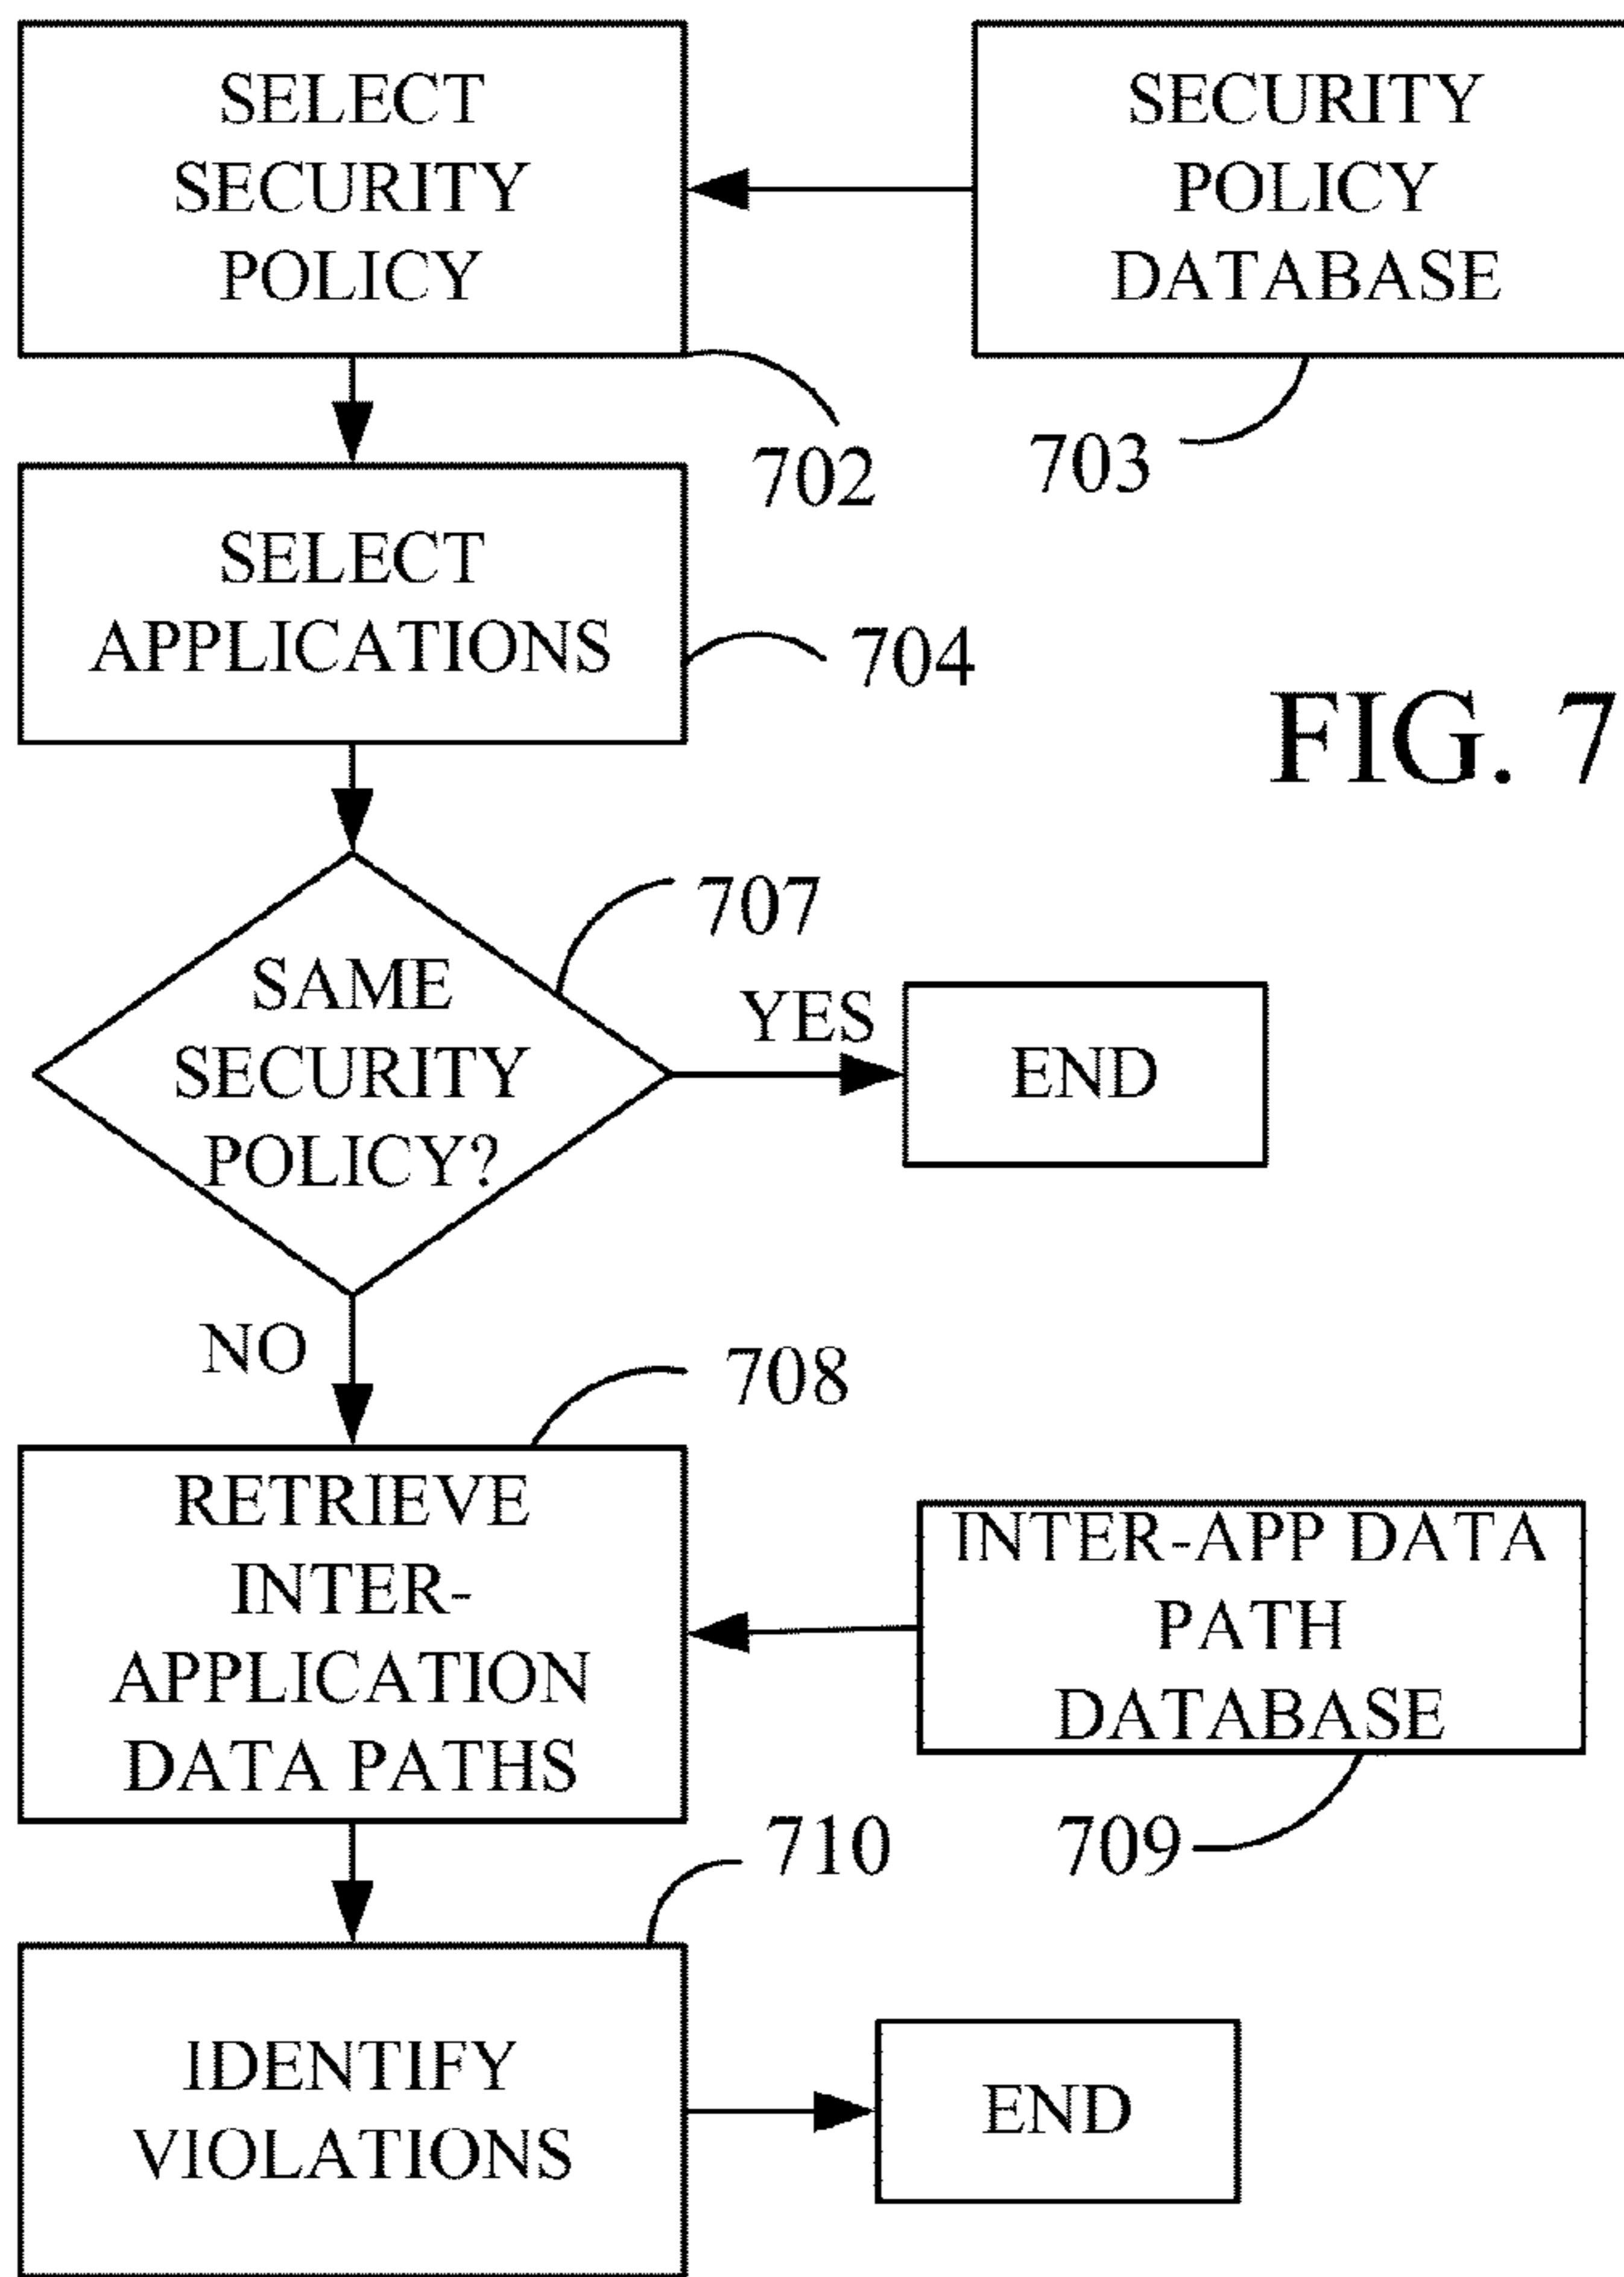 SELECT
SECURITY
POLICY
SECURITY
POLICY
DATABASE
702
703
SELECT
APPLICATIONS
704
FIG. 7
707
SAME
SECURITY
POLICY?
YES
END
NO
708
RETRIEVE
INTER-
APPLICATION
DATA PATHS
INTER-APP DATA
PATH
DATABASE
710
709
IDENTIFY
VIOLATIONS
END